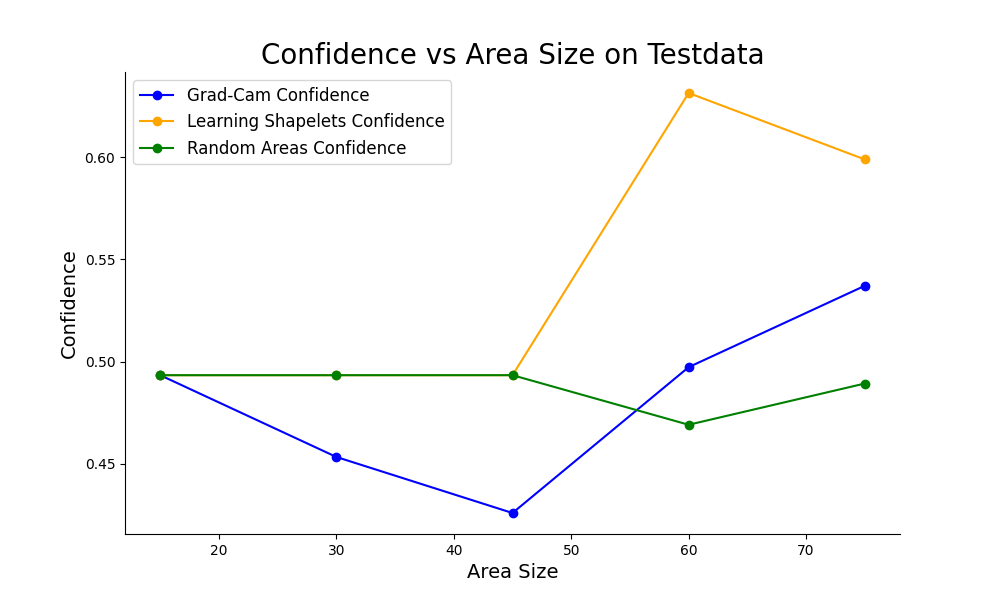 Confidence vs Area Size on Testdata
Grad-Cam Confidence
Learning Shapelets Confidence
Random Areas Confidence
Confidence
0.60
0.55
0.50
0.45
20 30 40 50 60 70
Area Size